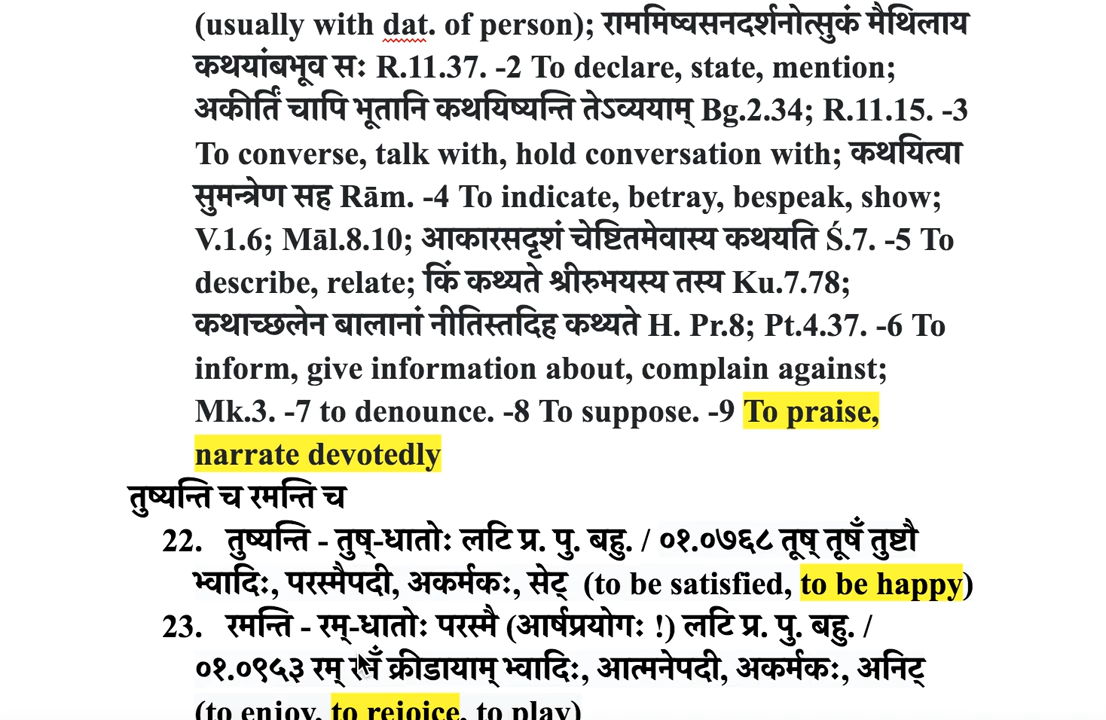 (usually with dat. of person); राममिष्वसनदर्शनोत्सुकं मैथिलाय
कथयांबभूव सः R.11.37. -2 To declare, state, mention;
अकीर्तिं चापि भूतानि कथयिष्यन्ति तेऽव्ययाम् Bg.2.34; R.11.15. -3
To converse, talk with, hold conversation with; कथयित्वा
सुमन्त्रेण सह Rām. -4 To indicate, betray, bespeak, show;
V.1.6; Māl.8.10; आकारसदृशं चेष्टितमेवास्य कथयति Ś.7. -5 To
describe, relate; किं कथ्यते श्रीरुभयस्य तस्य Ku.7.78;
कथाच्छलेन बालानां नीतिस्तदिह कथ्यते H. Pr.8; Pt.4.37. -6 To
inform, give information about, complain against;
Mk.3. -7 to denounce. -8 To suppose. -9 To praise,
narrate devotedly
तुष्यन्ति च रमन्ति च
22. तुष्यन्ति - तुष्-धातोः लटि प्र. पु. बहु. / ०१.०७६८ तूष् तूषँ तुष्टौ
भ्वादिः, परस्मैपदी, अकर्मकः, सेट् (to be satisfied, to be happy)
23. रमन्ति - रम्-धातोः परस्मै (आर्षप्रयोगः !) लटि प्र. पु. बहु. /
०१.०९५३ रम् रमँ क्रीडायाम् भ्वादिः, आत्मनेपदी, अकर्मकः, अनिट्
(to enjoy, to rejoice, to play)